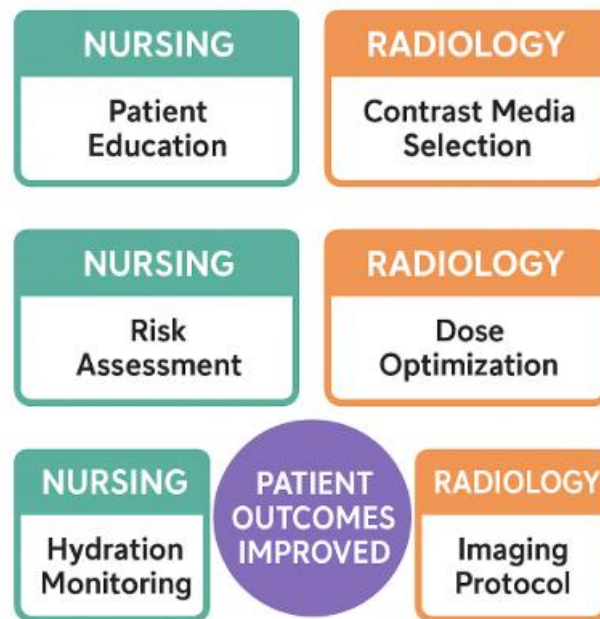 NURSING
Patient
Education
RADIOLOGY
Contrast Media
Selection
NURSING
Risk
Assessment
RADIOLOGY
Dose
Optimization
NURSING
Hydration
Monitoring
PATIENT
OUTCOMES
IMPROVED
RADIOLOGY
Imaging
Protocol